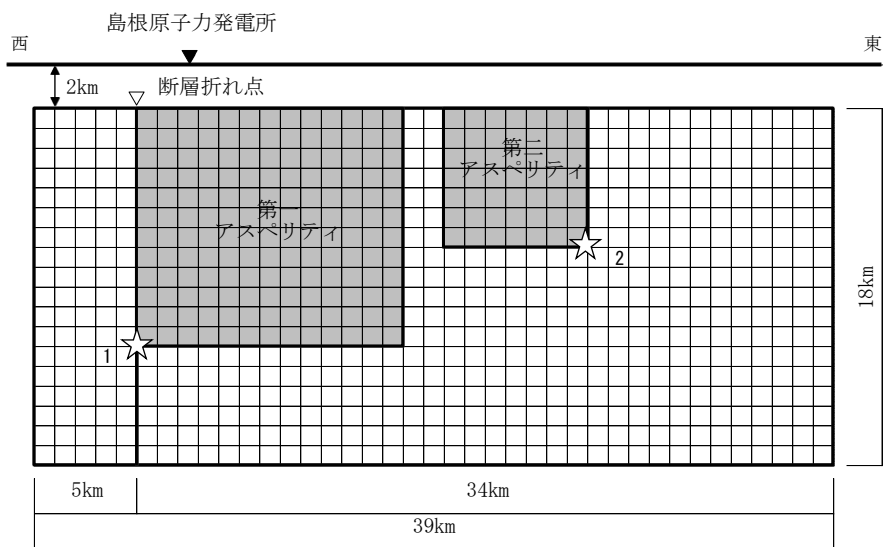 島根原子力発電所
西
東
2km
断層折れ点
第一
アスペリティ
第二
アスペリティ
1
2
18km
5km
34km
39km